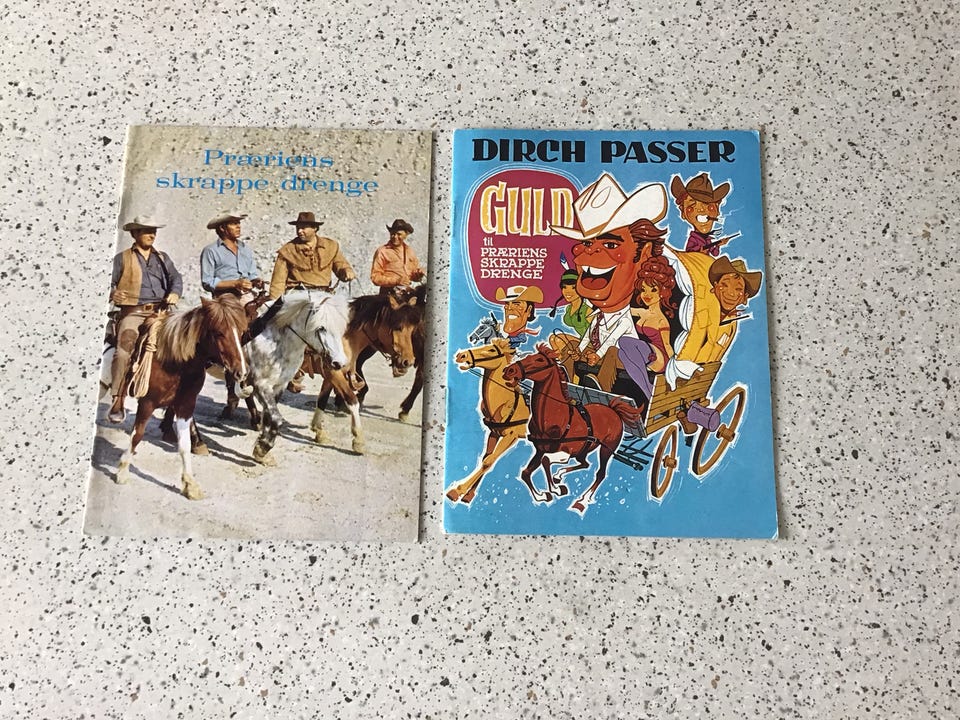 Præriens
skrappe drenge
DIRCH PASSER
GULD
til
PRÆRIENS
SKRAPPE
DRENGE